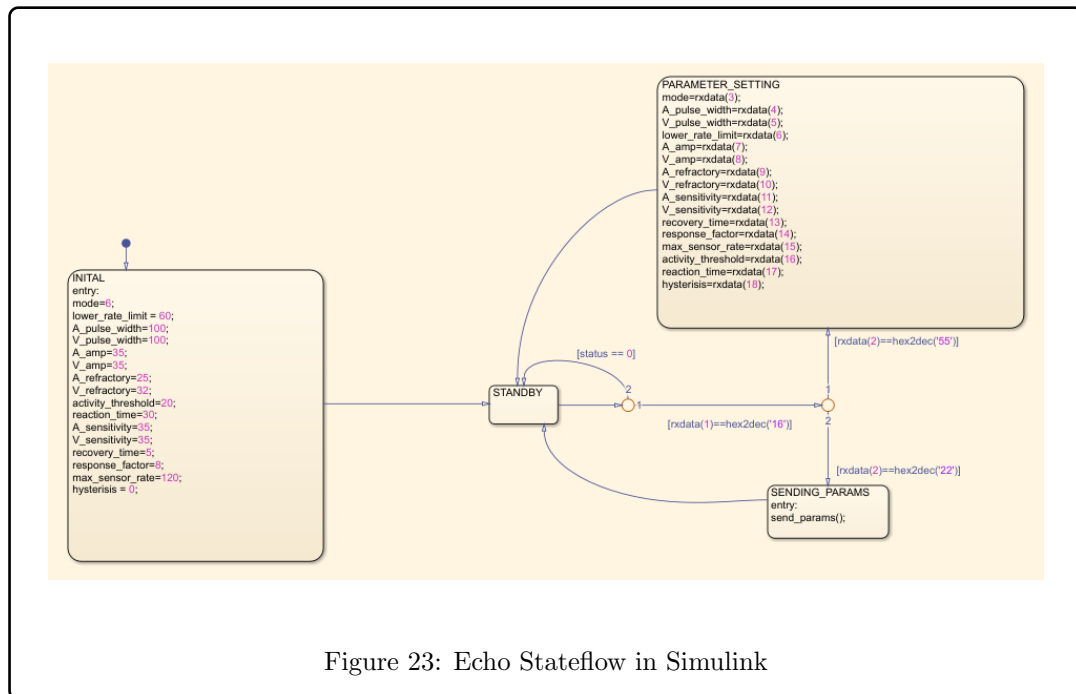 PARAMETER_SETTING
mode=rxdata(3);
A_pulse_width=rxdata(4);
V_pulse_width=rxdata(5);
lower_rate_limit=rxdata(6);
A_amp=rxdata(7);
V_amp=rxdata(8);
A_refractory=rxdata(9);
V_refractory=rxdata(10);
A_sensitivity=rxdata(11);
V_sensitivity=rxdata(12);
recovery_time=rxdata(13);
response_factor=rxdata(14);
max_sensor_rate=rxdata(15);
activity_threshold=rxdata(16);
reaction_time=rxdata(17);
hysterisis=rxdata(18);
INITAL
entry:
mode=6;
lower_rate_limit = 60;
A_pulse_width=100;
V_pulse_width=100;
A_amp=35;
V_amp=35;
A_refractory=25;
V_refractory=32;
activity_threshold=20;
reaction_time=30;
A_sensitivity=35;
V_sensitivity=35;
recovery_time=5;
response_factor=8;
max_sensor_rate=120;
hysterisis = 0;
[status == 0]
STANDBY
2
1
[rxdata(1)==hex2dec('16')]
[rxdata(2)==hex2dec('55')]
1
2
[rxdata(2)==hex2dec('22')]
SENDING_PARAMS
entry:
send_params();
Figure 23: Echo Stateflow in Simulink